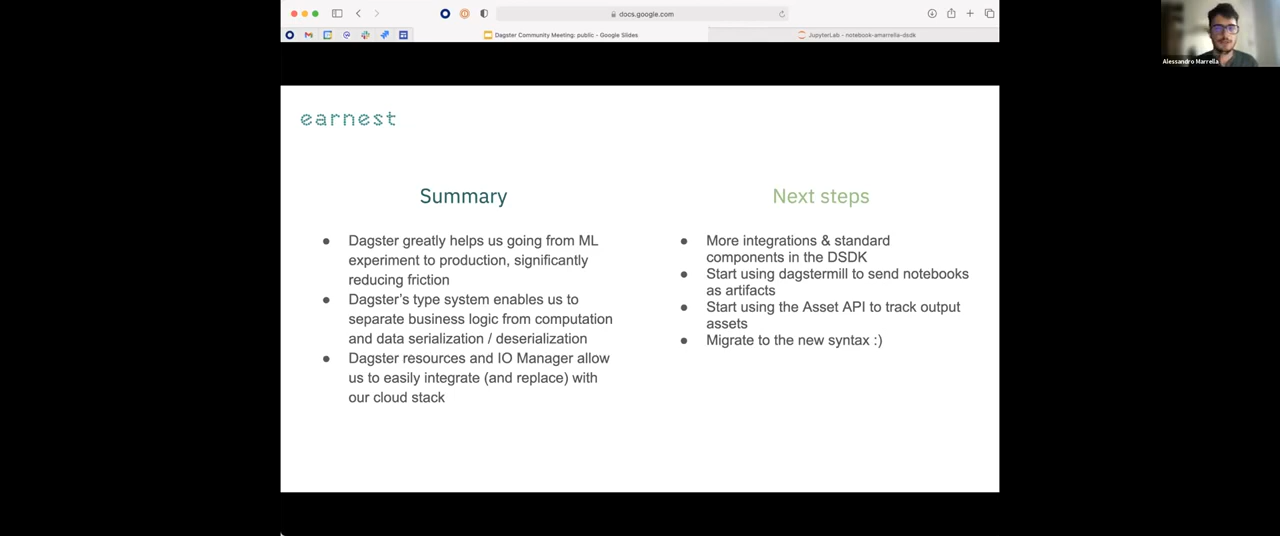 docs.google.com
Dagster Community Meeting: public - Google Slides
JupyterLab - notebook-amarrella-dsdk
Alessandro Marrella
earnest
Summary
● Dagster greatly helps us going from ML
experiment to production, significantly
reducing friction
● Dagster's type system enables us to
separate business logic from computation
and data serialization / deserialization
● Dagster resources and IO Manager allow
us to easily integrate (and replace) with
our cloud stack
Next steps
● More integrations & standard
components in the DSDK
● Start using dagstermill to send notebooks
as artifacts
● Start using the Asset API to track output
assets
● Migrate to the new syntax :)